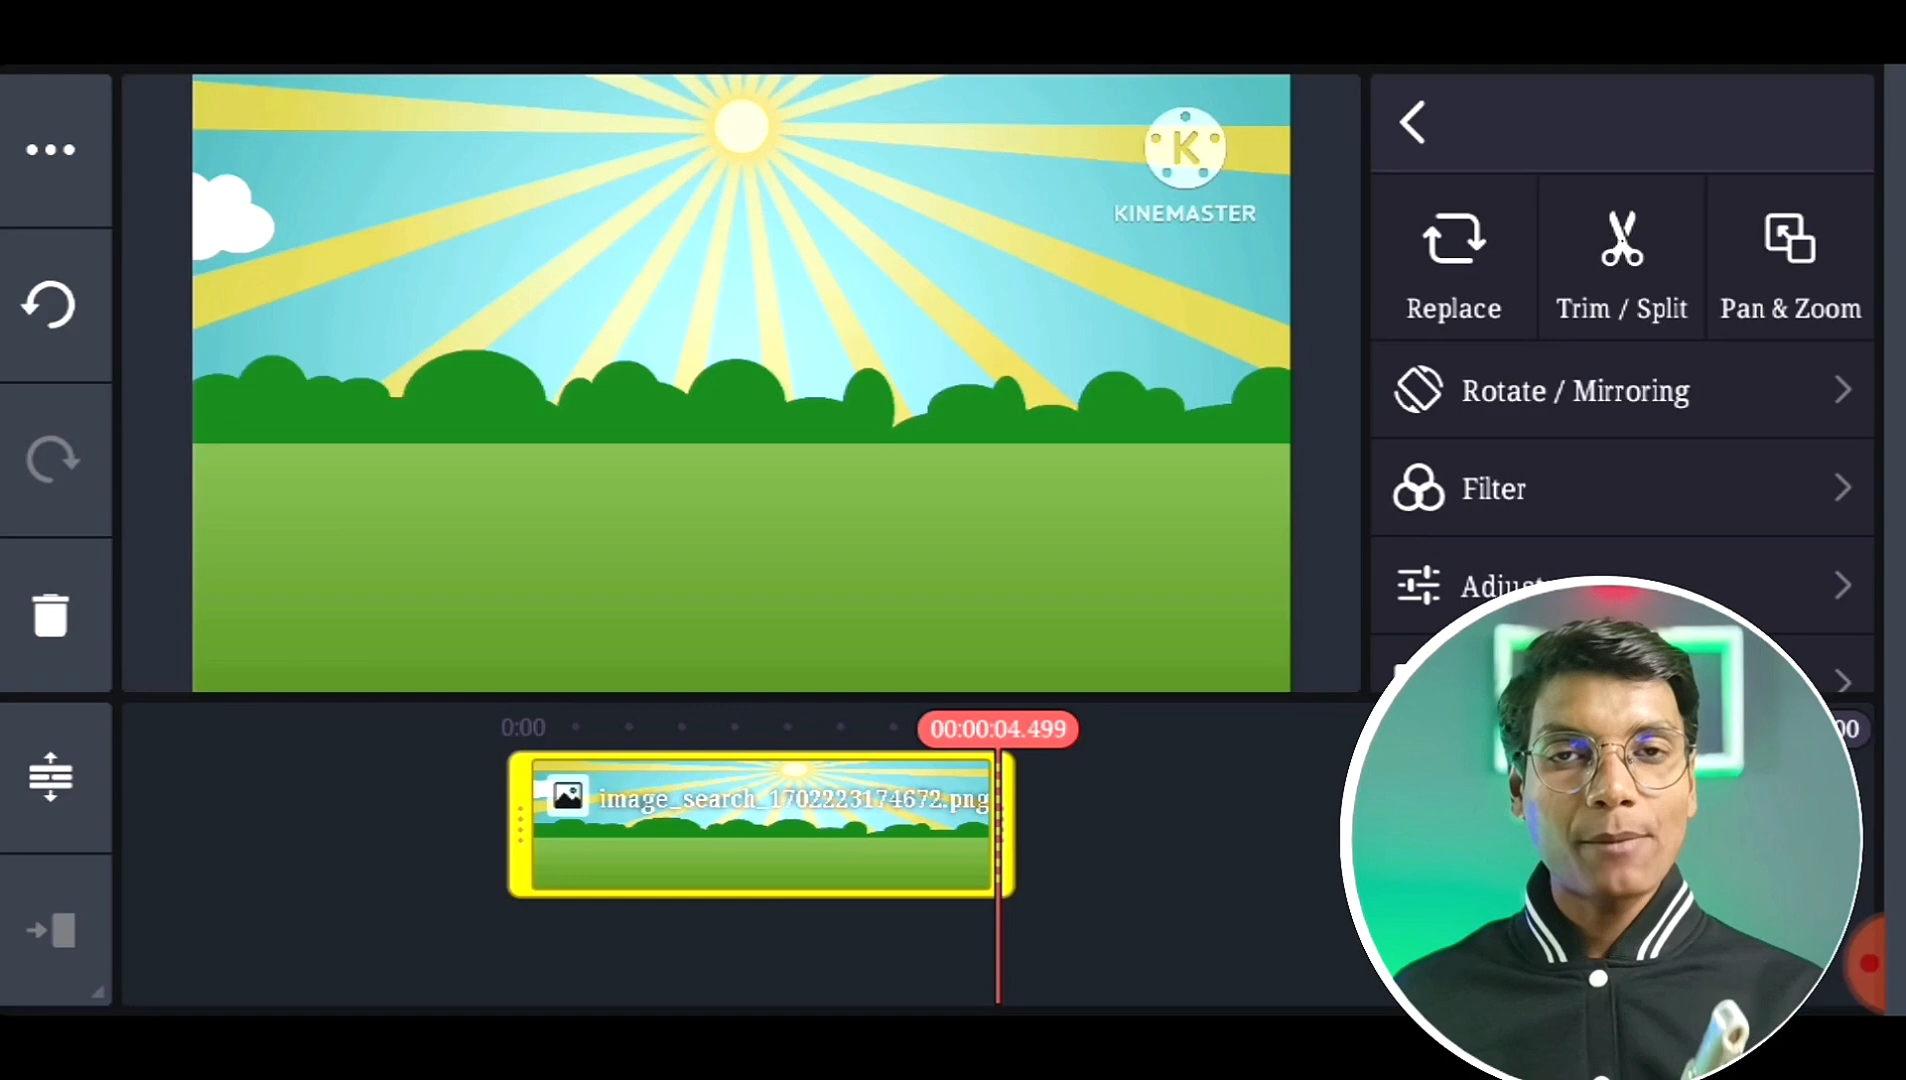 K
KINEMASTER
Replace
Trim / Split
Pan & Zoom
Rotate / Mirroring
Filter
0:00
00:00:04.499
image_search_1702223174672.png